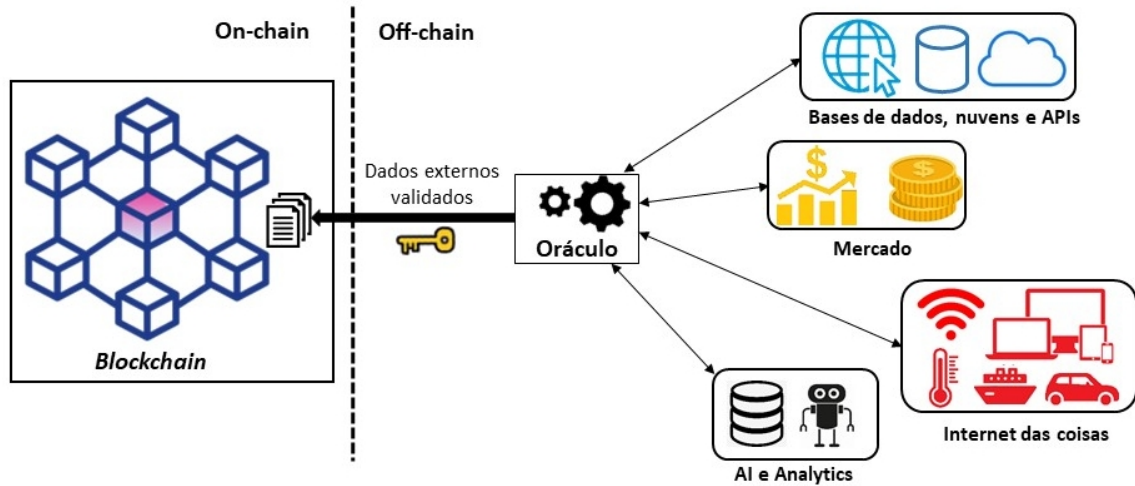 On-chain
Off-chain
Blockchain
Dados externos
validados
Oráculo
Bases de dados, nuvens e APIs
$
$
Mercado
Internet das coisas
AI e Analytics